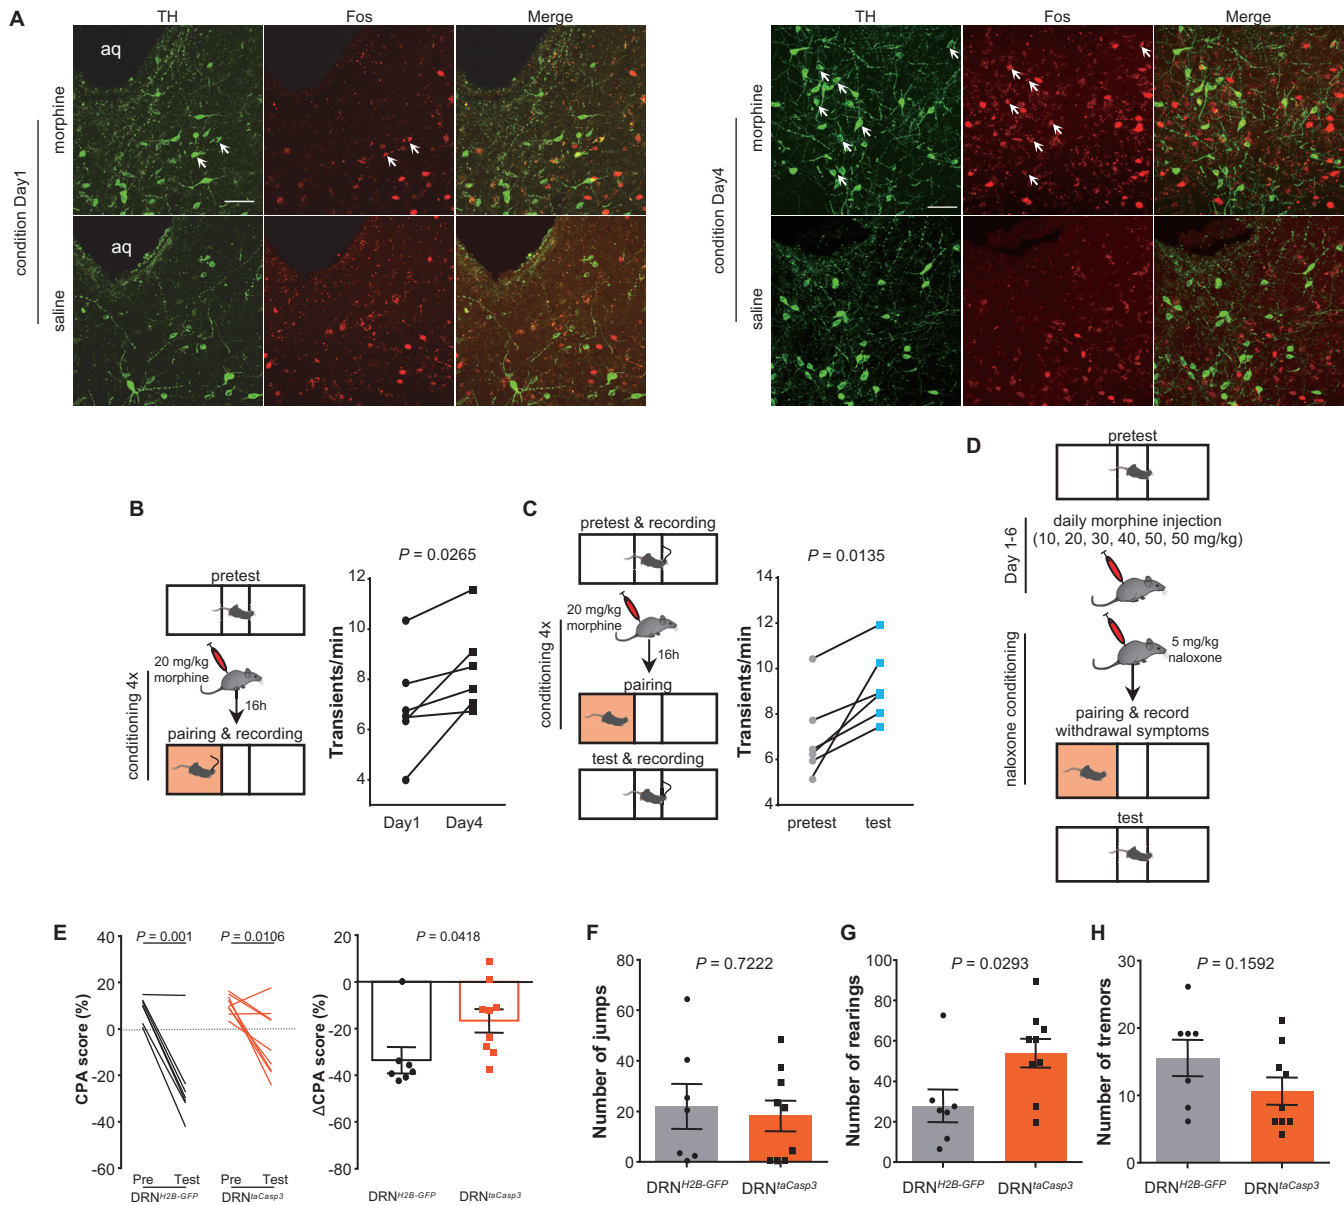 A
TH
Fos
Merge
TH
Fos
Merge
aq
aq
morphine
saline
condition Day1
morphine
saline
condition Day4
B
pretest
20 mg/kg
morphine
16h
pairing & recording
conditioning 4x
P = 0.0265
Transients/min
12
10
8
6
4
Day1
Day4
C
pretest & recording
20 mg/kg
morphine
16h
pairing
test & recording
conditioning 4x
P = 0.0135
Transients/min
14
12
10
8
6
4
pretest
test
D
pretest
Day 1-6
daily morphine injection
(10, 20, 30, 40, 50, 50 mg/kg)
5 mg/kg
naloxone
naloxone conditioning
pairing & record
withdrawal symptoms
test
E
P = 0.001
P = 0.0106
CPA score (%)
40
20
0
-20
-40
-60
Pre
Test
Pre
Test
DRNH2B-GFP
DRNtaCasp3
P = 0.0418
ΔCPA score (%)
20
0
-20
-40
-60
-80
DRNH2B-GFP
DRNtaCasp3
F
P = 0.7222
Number of jumps
80
60
40
20
0
DRNH2B-GFP
DRNtaCasp3
G
P = 0.0293
Number of rearings
100
80
60
40
20
0
DRNH2B-GFP
DRNtaCasp3
H
P = 0.1592
Number of tremors
30
20
10
0
DRNH2B-GFP
DRNtaCasp3